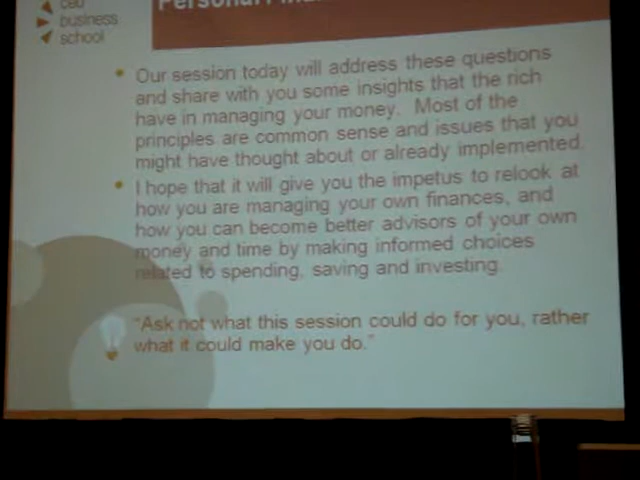 cbu
business
school
Personal
Our session today will address these questions
and share with you some insights that the rich
have in managing your money. Most of the
principles are common sense and issues that you
might have thought about or already implemented.
I hope that it will give you the impetus to relook at
how you are managing your own finances, and
how you can become better advisors of your own
money and time by making informed choices
related to spending, saving and investing.
"Ask not what this session could do for you, rather
what it could make you do."